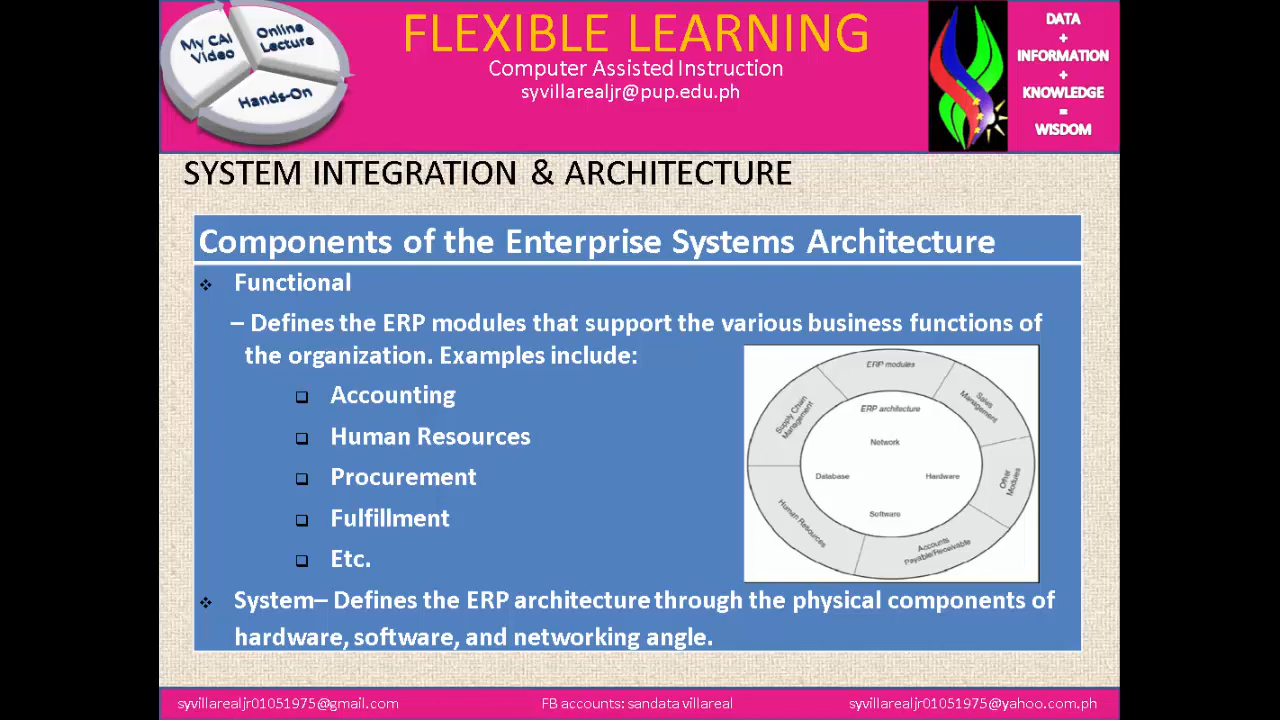 My CAI
Video
Online
Lecture
Hands-On
FLEXIBLE LEARNING
Computer Assisted Instruction
syvillarealjr@pup.edu.ph
DATA
+
INFORMATION
+
KNOWLEDGE
=
WISDOM
SYSTEM INTEGRATION & ARCHITECTURE
Components of the Enterprise Systems Architecture
Functional
– Defines the ERP modules that support the various business functions of
the organization. Examples include:
Accounting
Human Resources
Procurement
Fulfillment
Etc.
ERP modules
Supply Chain
Management
Sales
Management
ERP architecture
Network
Database
Hardware
Other
Modules
Software
Human Resources
Accounts
Payable/Receivable
System– Defines the ERP architecture through the physical components of
hardware, software, and networking angle.
syvillarealjr01051975@gmail.com
FB accounts: sandata villareal
syvillarealjr01051975@yahoo.com.ph